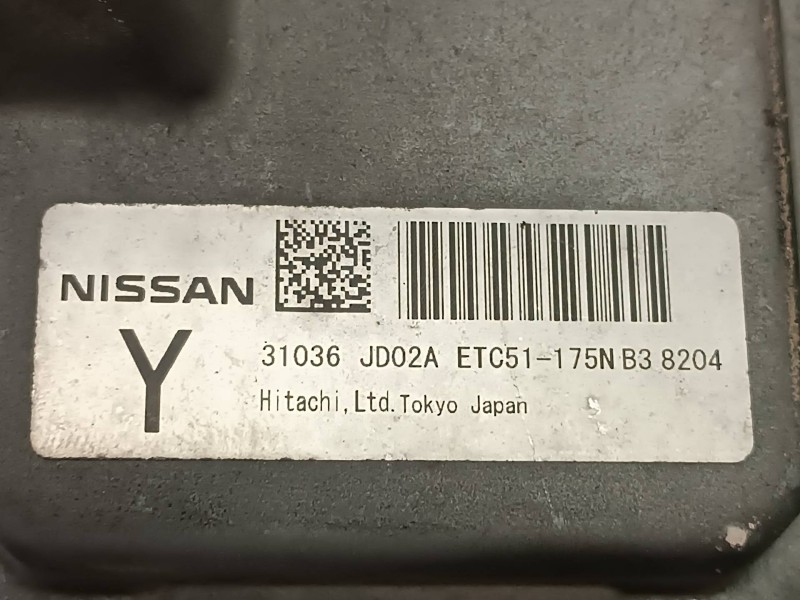 NISSAN
Y
31036 JD02A ETC51-175N B3 8204
Hitachi,Ltd.Tokyo Japan